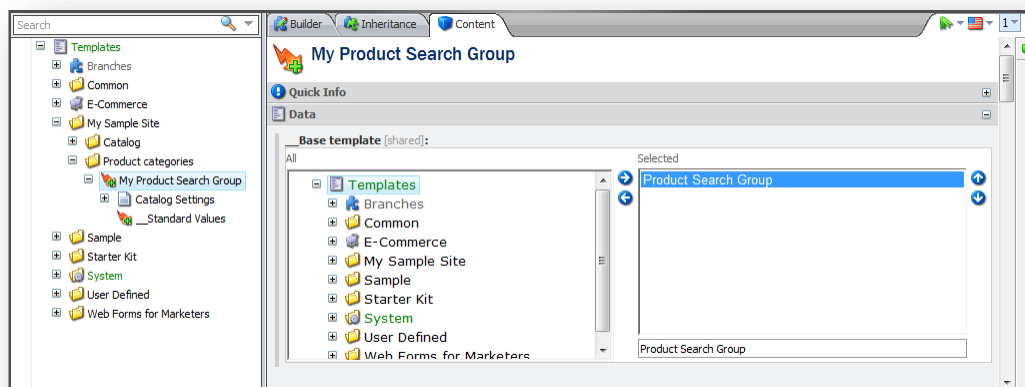 Search
Templates
Branches
Common
E-Commerce
My Sample Site
Catalog
Product categories
My Product Search Group
Catalog Settings
__Standard Values
Sample
Starter Kit
System
User Defined
Web Forms for Marketers
Builder Inheritance Content 1
My Product Search Group
Quick Info
Data
__Base template [shared]:
All
Templates
Branches
Common
E-Commerce
My Sample Site
Sample
Starter Kit
System
User Defined
Web Forms for Marketers
Selected
Product Search Group
Product Search Group